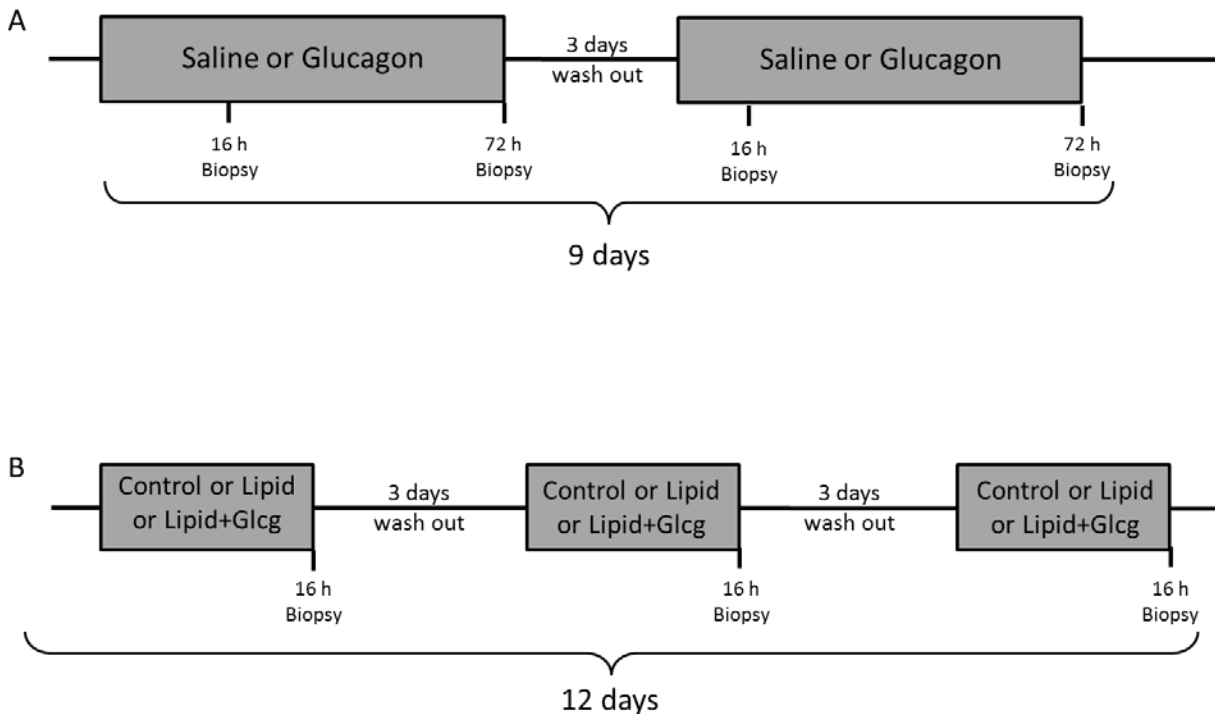 A
Saline or Glucagon
3 days
wash out
Saline or Glucagon
16 h
Biopsy
72 h
Biopsy
16 h
Biopsy
72 h
Biopsy
9 days
B
Control or Lipid
or Lipid+Glcg
3 days
wash out
Control or Lipid
or Lipid+Glcg
3 days
wash out
Control or Lipid
or Lipid+Glcg
16 h
Biopsy
16 h
Biopsy
16 h
Biopsy
12 days